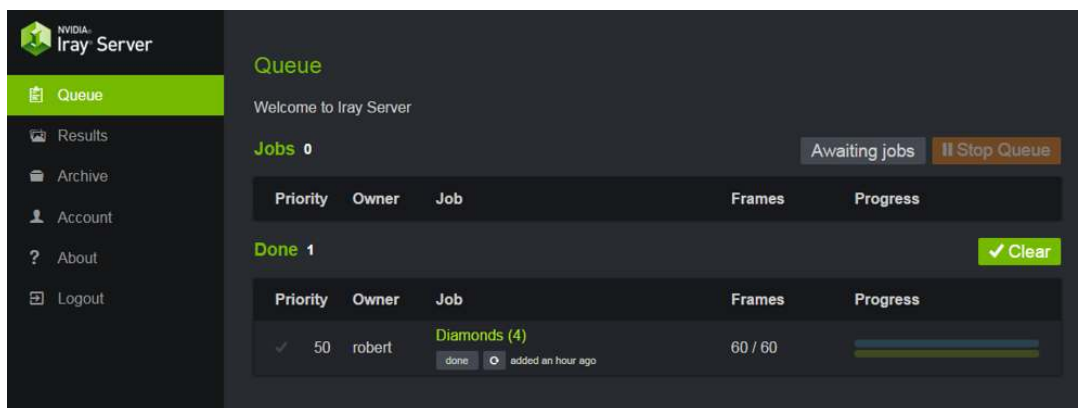 NVIDIA.
Iray Server
Queue
Results
Archive
Account
? About
Logout
Queue
Welcome to Iray Server
Jobs 0
Awaiting jobs
Stop Queue
Priority Owner Job Frames Progress
Done 1
Clear
Priority Owner Job Frames Progress
50 robert Diamonds (4) 60 / 60
done added an hour ago